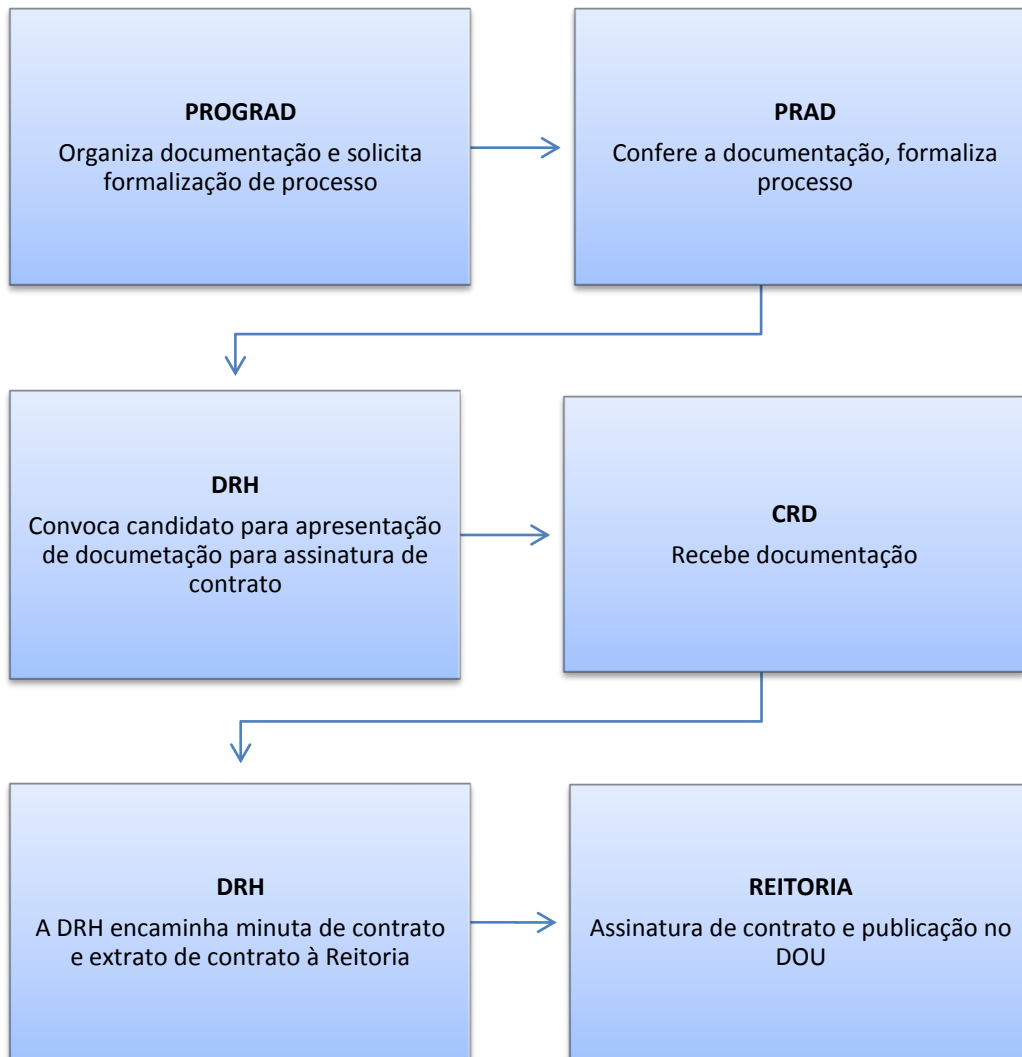 PROGRAD
Organiza documentação e solicita
formalização de processo
PRAD
Confere a documentação, formaliza
processo
DRH
Convoca candidato para apresentação
de documetação para assinatura de
contrato
CRD
Recebe documentação
DRH
A DRH encaminha minuta de contrato
e extrato de contrato à Reitoria
REITORIA
Assinatura de contrato e publicação no
DOU